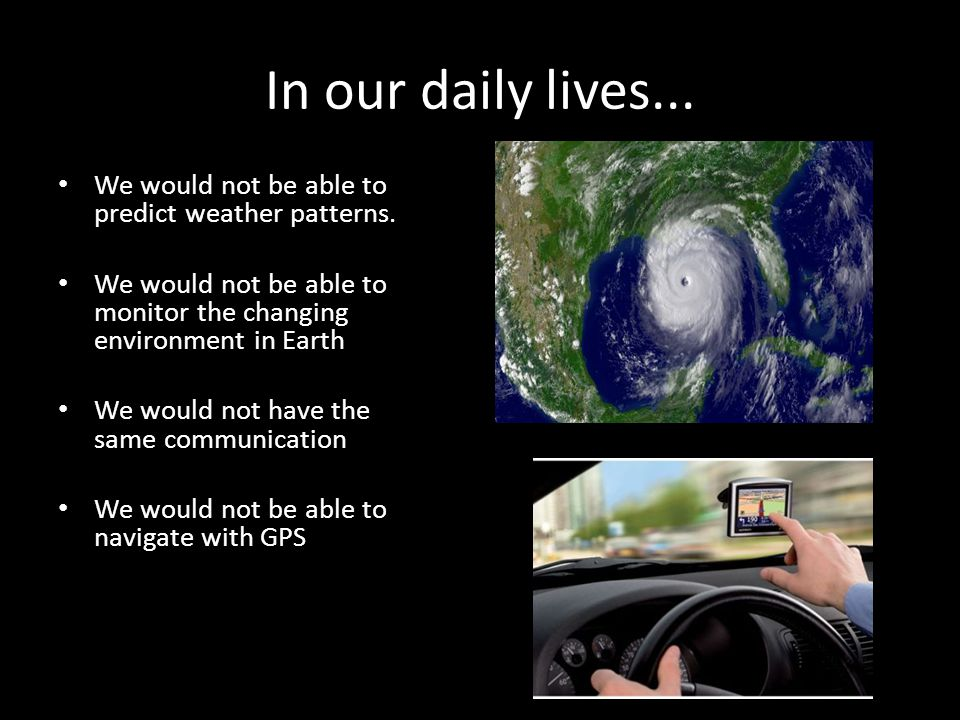 In our daily lives...
• We would not be able to
predict weather patterns.
• We would not be able to
monitor the changing
environment in Earth
• We would not have the
same communication
• We would not be able to
navigate with GPS
190
60